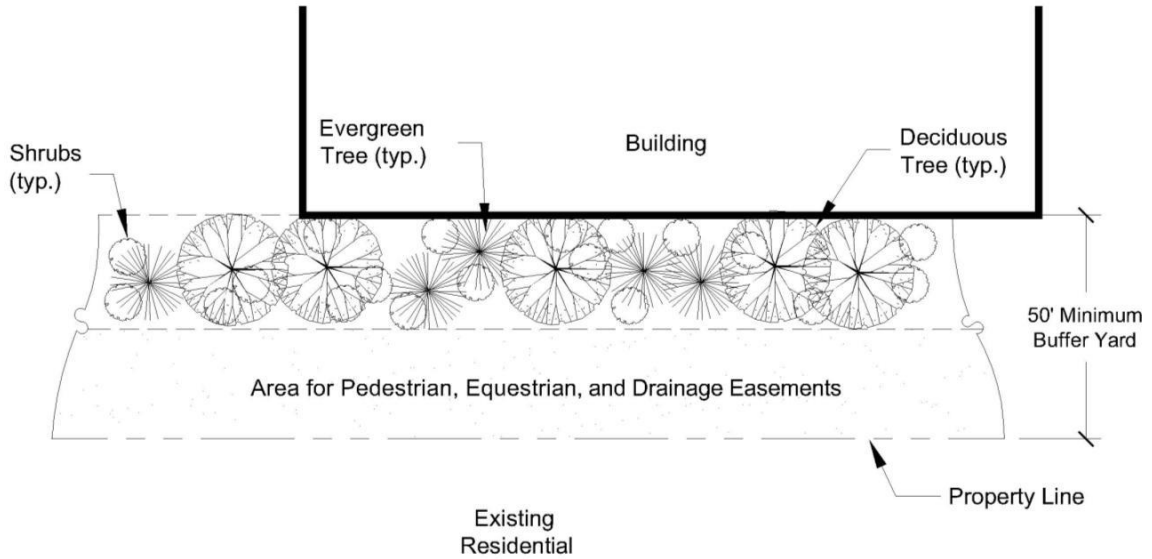 Evergreen
Tree (typ.)
Building
Deciduous
Tree (typ.)
Shrubs
(typ.)
50' Minimum
Buffer Yard
Area for Pedestrian, Equestrian, and Drainage Easements
Property Line
Existing
Residential